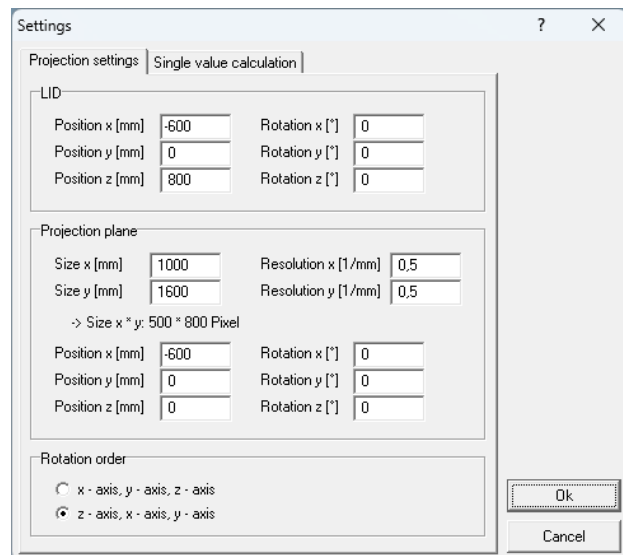 Settings ?
Projection settings Single value calculation
LID
Position x [mm] -600 Rotation x [°] 0
Position y [mm] 0 Rotation y [°] 0
Position z [mm] 800 Rotation z [°] 0
Projection plane
Size x [mm] 1000 Resolution x [1/mm] 0,5
Size y [mm] 1600 Resolution y [1/mm] 0,5
-> Size x * y: 500 * 800 Pixel
Position x [mm] -600 Rotation x [°] 0
Position y [mm] 0 Rotation y [°] 0
Position z [mm] 0 Rotation z [°] 0
Rotation order
x - axis, y - axis, z - axis
z - axis, x - axis, y - axis
Ok
Cancel